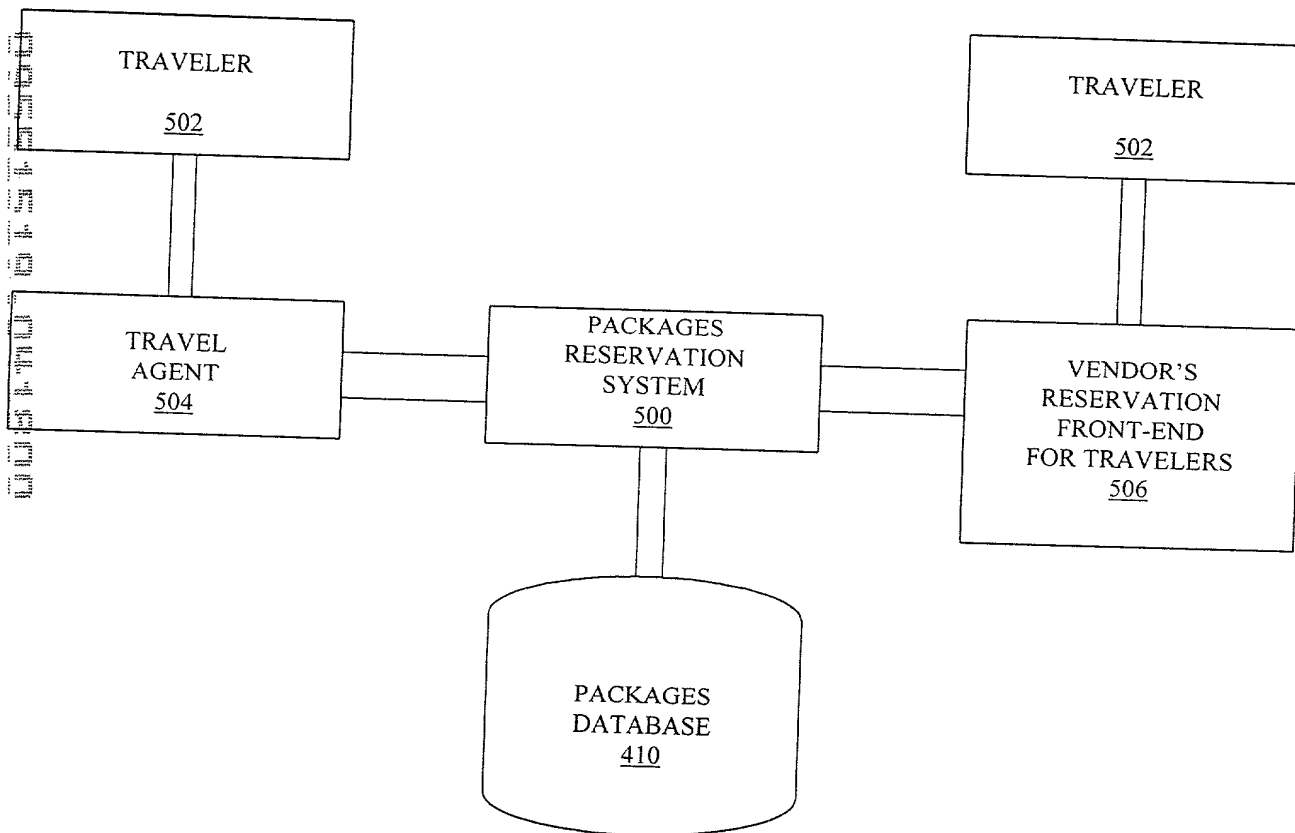 TRAVELER
502
TRAVELER
502
TRAVEL
AGENT
504
PACKAGES
RESERVATION
SYSTEM
500
VENDOR'S
RESERVATION
FRONT-END
FOR TRAVELERS
506
PACKAGES
DATABASE
410